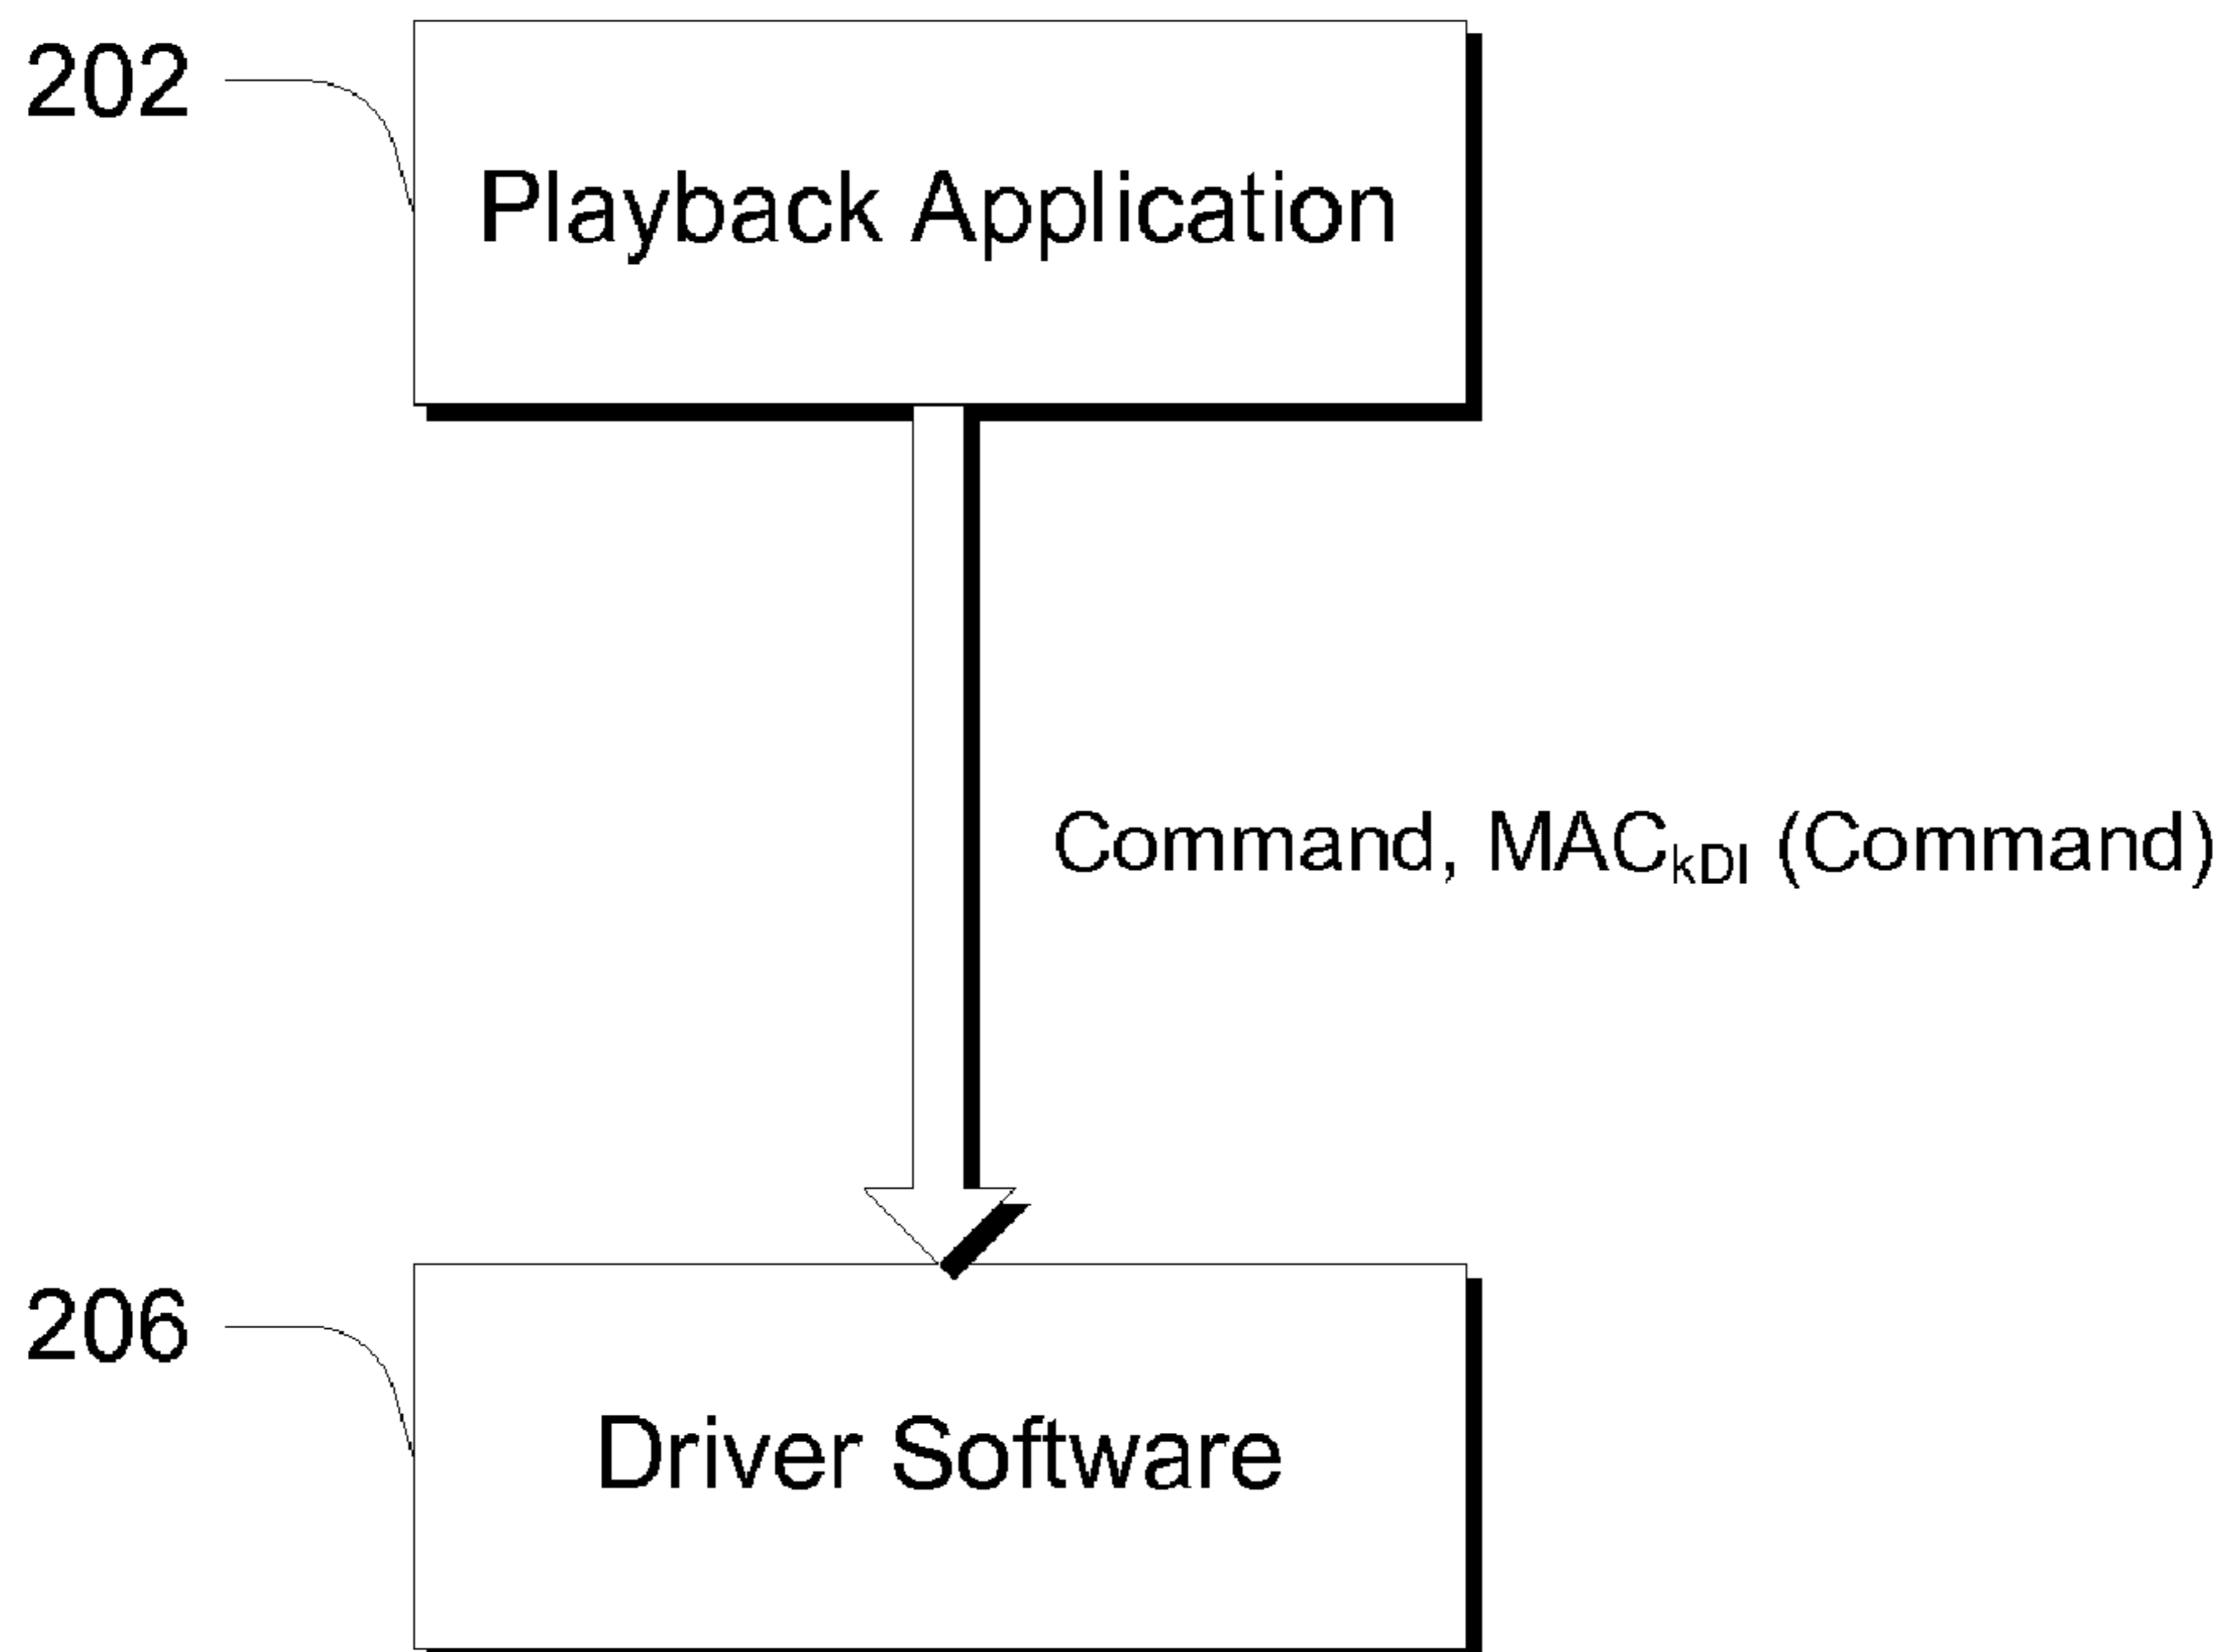 202
Playback Application
Command, MACkDI (Command)
206
Driver Software